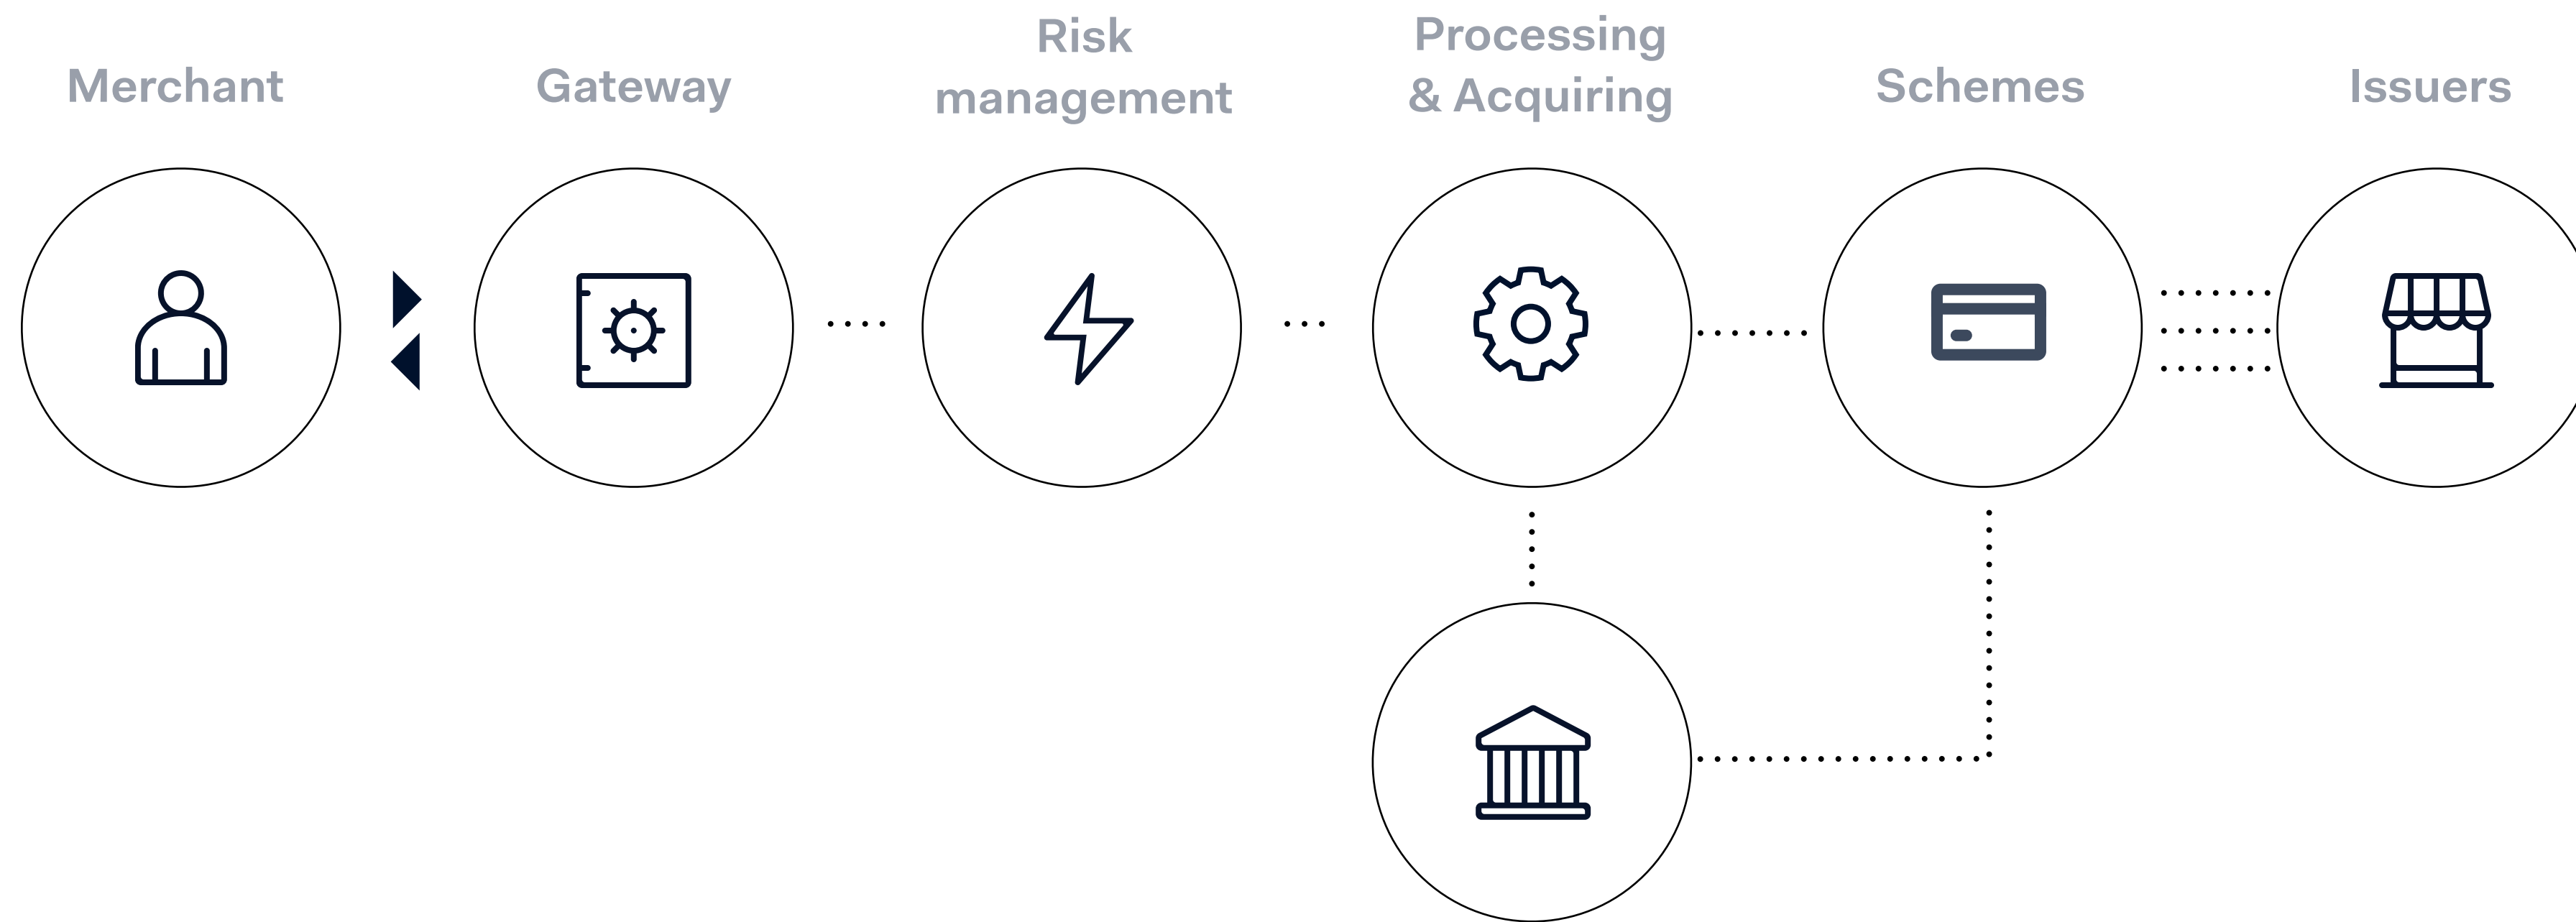 Merchant
Gateway
Risk
management
Processing
& Acquiring
Schemes
Issuers